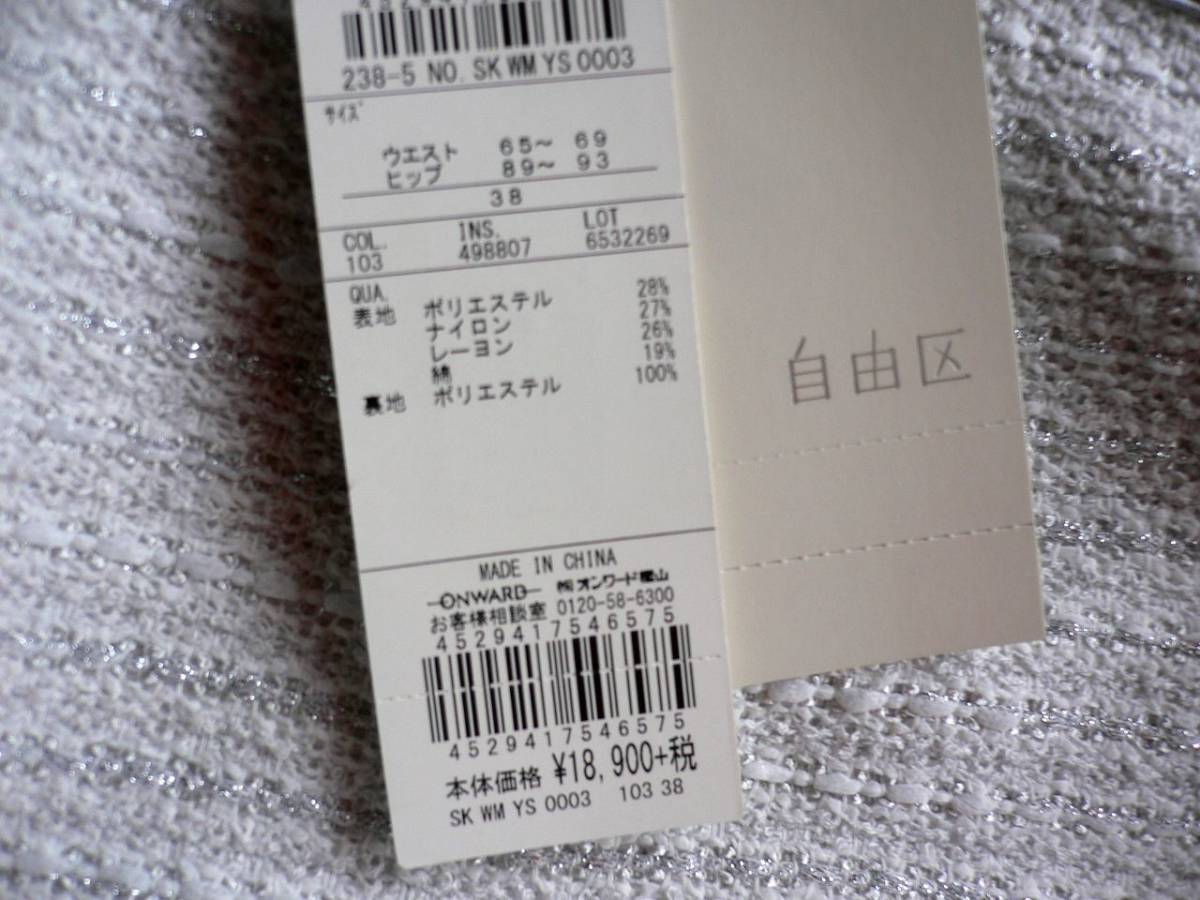 238-5 NO. SK WM YS 0003
サイズ
ウエスト 65～ 69
ヒップ 89～ 93
38
COL. INS. LOT
103 498807 6532269
QUA.
表地 ポリエステル 28%
ナイロン 27%
レーヨン 26%
綿 19%
裏地 ポリエステル 100%
MADE IN CHINA
ONWARD ㈱オンワード樫山
お客様相談室 0120-58-6300
4529417546575
4529417546575
本体価格 ¥18,900+税
SK WM YS 0003 103 38
自由区